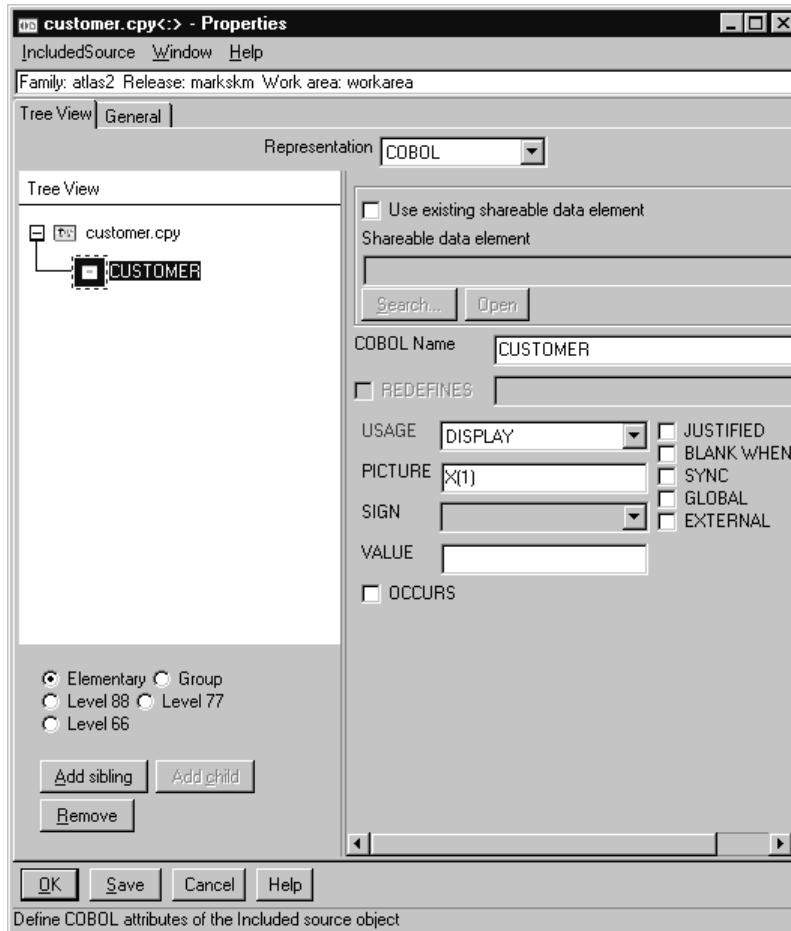 customer.cpy<:> - Properties
IncludedSource Window Help
Family: atlas2 Release: markskm Work area: workarea
Tree View General
Representation COBOL
Tree View
customer.cpy
CUSTOMER
Use existing shareable data element
Shareable data element
Search... Open
COBOL Name CUSTOMER
REDEFINES
USAGE DISPLAY JUSTIFIED
BLANK WHEN
PICTURE X(1) SYNC
GLOBAL
SIGN EXTERNAL
VALUE
OCCURS
Elementary Group
Level 88 Level 77
Level 66
Add sibling Add child
Remove
OK Save Cancel Help
Define COBOL attributes of the Included source object